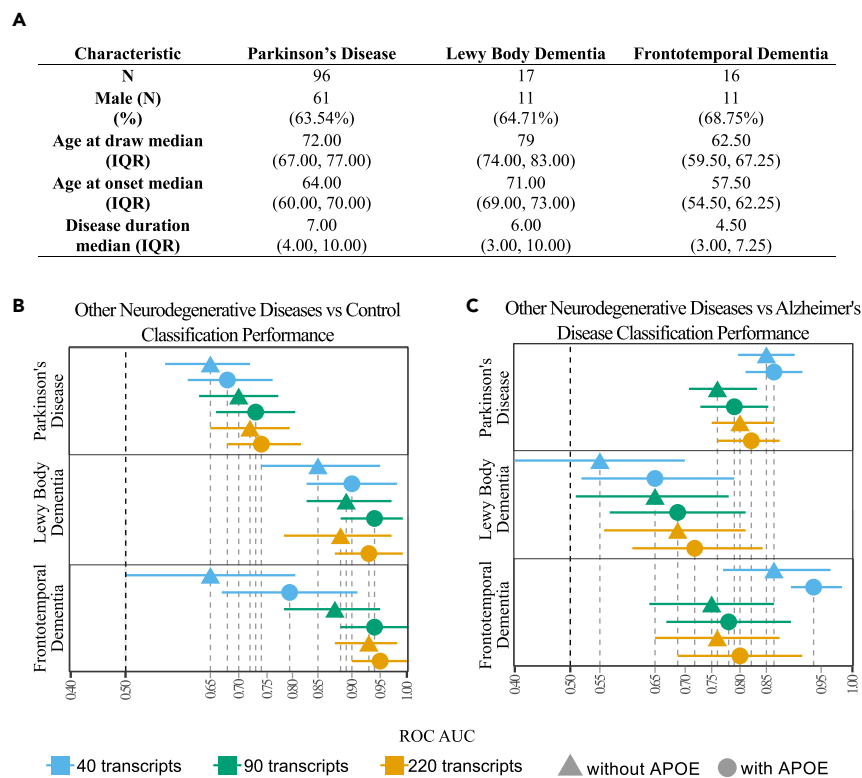 A
Characteristic Parkinson’s Disease Lewy Body Dementia Frontotemporal Dementia
N 96 17 16
Male (N) 61 11 11
(%) (63.54%) (64.71%) (68.75%)
Age at draw median 72.00 79 62.50
(IQR) (67.00, 77.00) (74.00, 83.00) (59.50, 67.25)
Age at onset median 64.00 71.00 57.50
(IQR) (60.00, 70.00) (69.00, 73.00) (54.50, 62.25)
Disease duration 7.00 6.00 4.50
median (IQR) (4.00, 10.00) (3.00, 10.00) (3.00, 7.25)
B
Other Neurodegenerative Diseases vs Control
Classification Performance
Parkinson's
Disease
Lewy Body
Dementia
Frontotemporal
Dementia
0.40 0.50 0.65 0.70 0.75 0.80 0.85 0.90 0.95 1.00
C
Other Neurodegenerative Diseases vs Alzheimer's
Disease Classification Performance
Parkinson's
Disease
Lewy Body
Dementia
Frontotemporal
Dementia
0.40 0.50 0.55 0.65 0.70 0.75 0.80 0.85 0.95 1.00
ROC AUC
40 transcripts 90 transcripts 220 transcripts without APOE with APOE